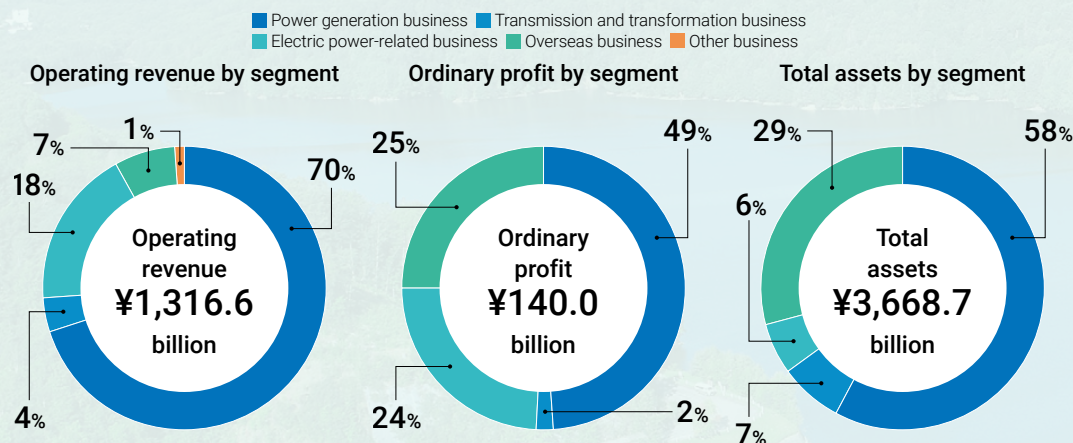 Power generation business Transmission and transformation business
Electric power-related business Overseas business Other business
Operating revenue by segment
1%
7%
18%
70%
Operating
revenue
¥1,316.6
billion
4%
Ordinary profit by segment
25%
49%
Ordinary
profit
¥140.0
billion
24%
2%
Total assets by segment
29%
58%
6%
Total
assets
¥3,668.7
billion
7%